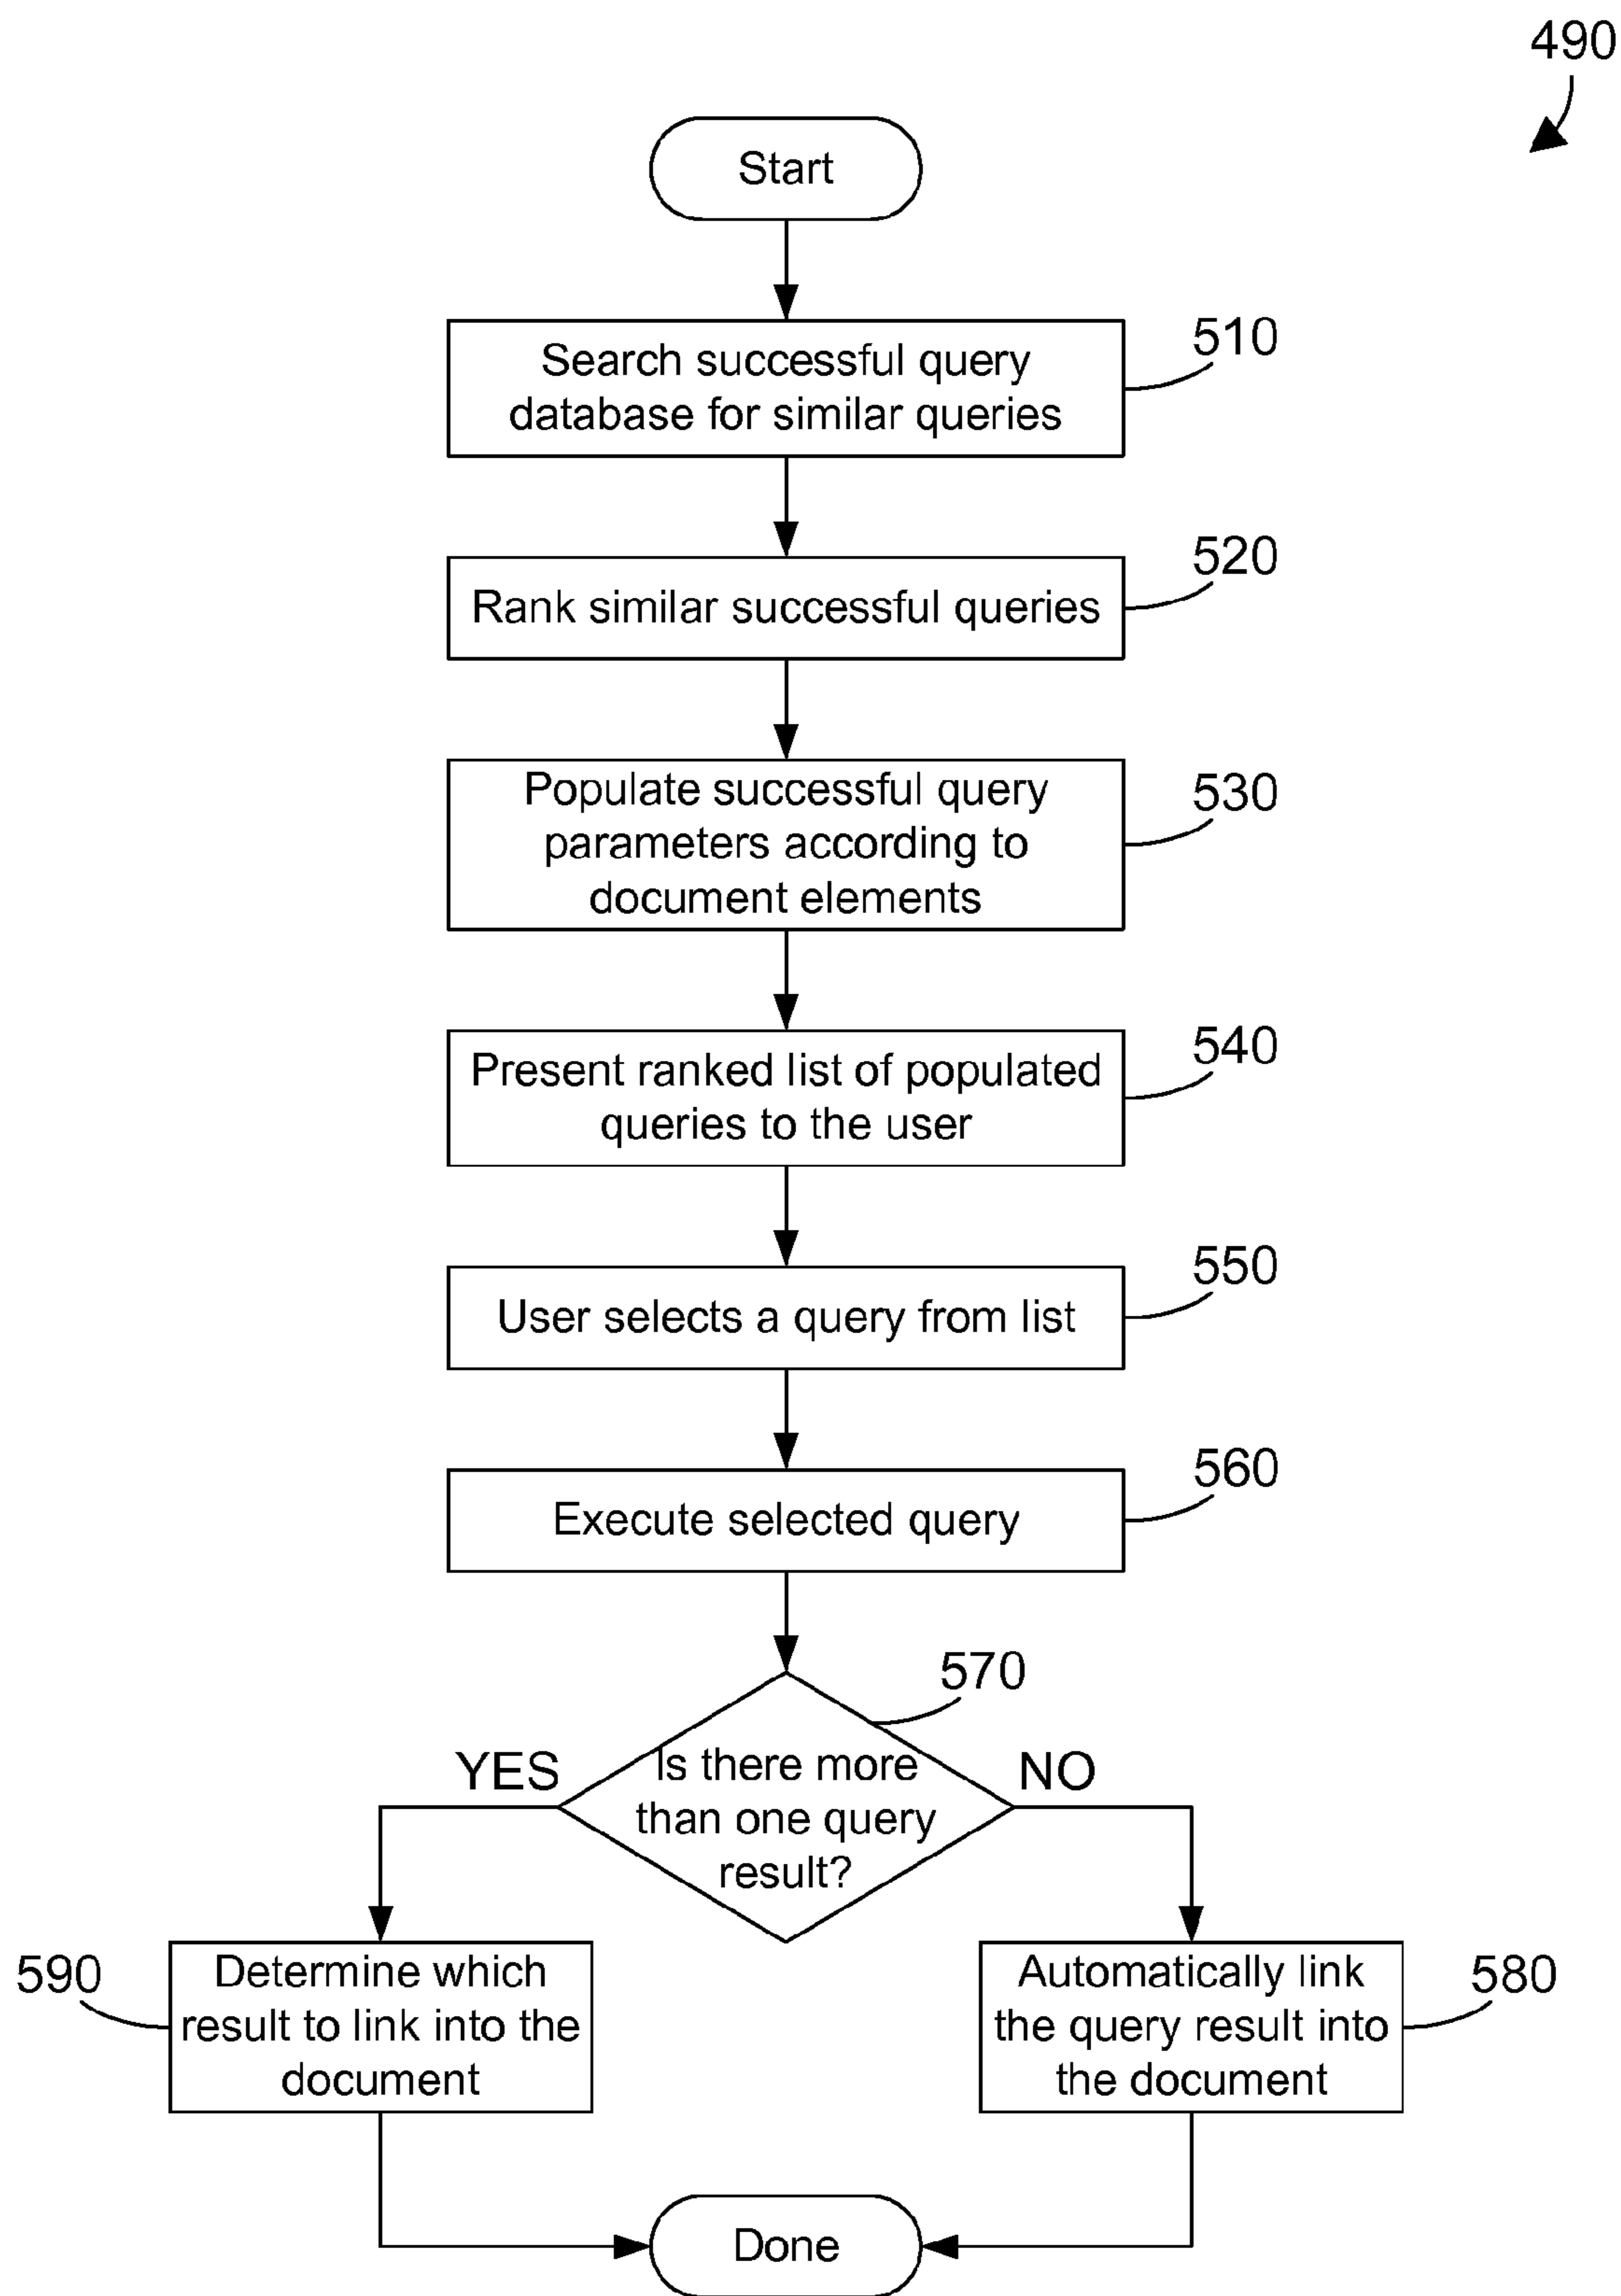 490
Start
510
Search successful query
database for similar queries
520
Rank similar successful queries
530
Populate successful query
parameters according to
document elements
540
Present ranked list of populated
queries to the user
550
User selects a query from list
560
Execute selected query
570
YES
Is there more
than one query
result?
NO
590
Determine which
result to link into the
document
Automatically link
the query result into
the document
580
Done